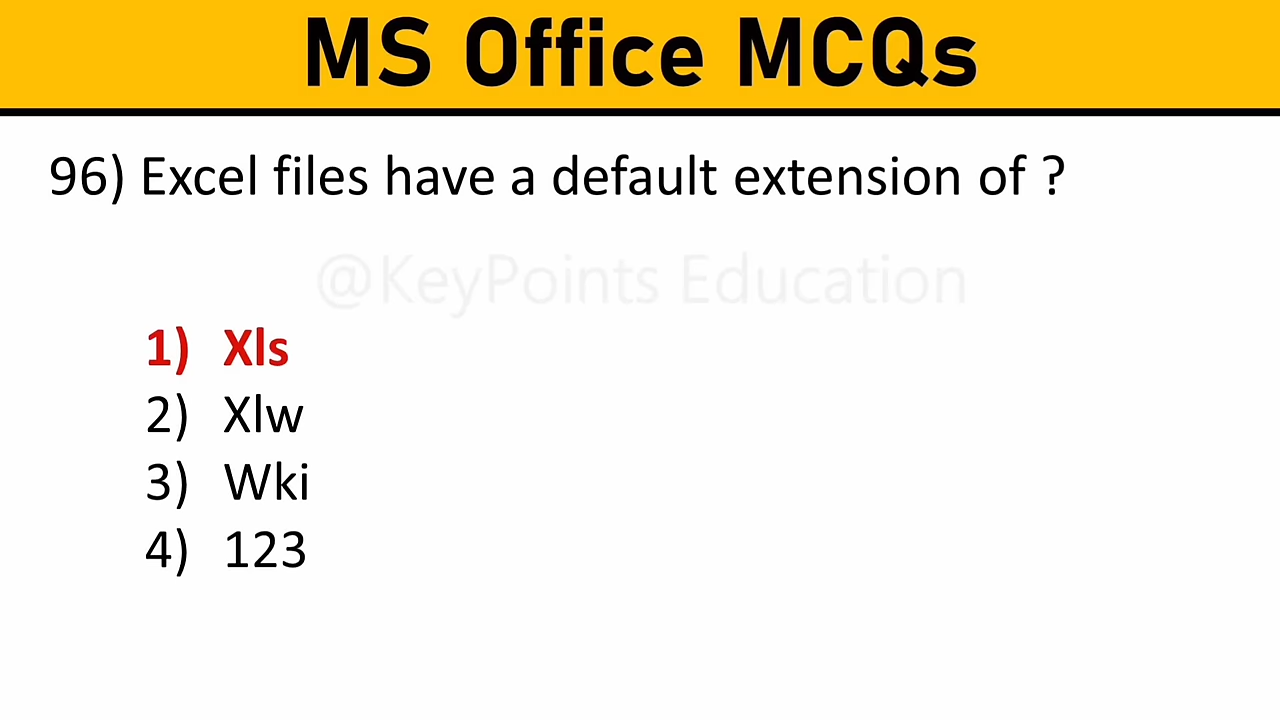 MS Office MCQs
96) Excel files have a default extension of ?
@KeyPoints Education
1) Xls
2) Xlw
3) Wki
4) 123